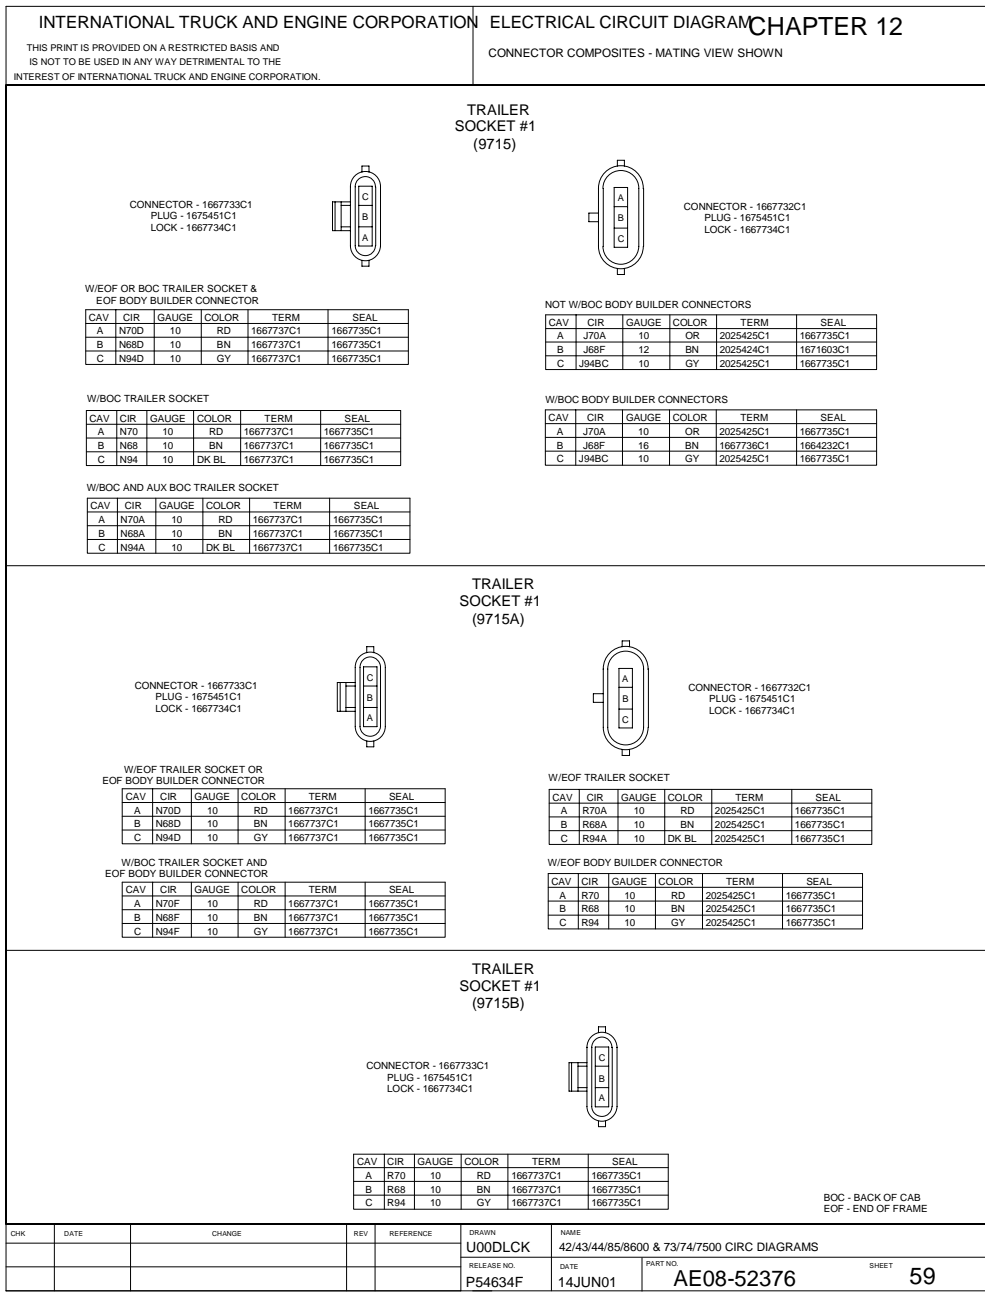 INTERNATIONAL TRUCK AND ENGINE CORPORATION
THIS PRINT IS PROVIDED ON A RESTRICTED BASIS AND
IS NOT TO BE USED IN ANY WAY DETRIMENTAL TO THE
INTEREST OF INTERNATIONAL TRUCK AND ENGINE CORPORATION.
ELECTRICAL CIRCUIT DIAGRAM CHAPTER 12
CONNECTOR COMPOSITES - MATING VIEW SHOWN
TRAILER
SOCKET #1
(9715)
CONNECTOR - 1667733C1
PLUG - 1675451C1
LOCK - 1667734C1
C
B
A
W/EOF OR BOC TRAILER SOCKET &
EOF BODY BUILDER CONNECTOR
CAV CIR GAUGE COLOR TERM SEAL
A N70D 10 RD 1667737C1 1667735C1
B N68D 10 BN 1667737C1 1667735C1
C N94D 10 GY 1667737C1 1667735C1
W/BOC TRAILER SOCKET
CAV CIR GAUGE COLOR TERM SEAL
A N70 10 RD 1667737C1 1667735C1
B N68 10 BN 1667737C1 1667735C1
C N94 10 DK BL 1667737C1 1667735C1
W/BOC AND AUX BOC TRAILER SOCKET
CAV CIR GAUGE COLOR TERM SEAL
A N70A 10 RD 1667737C1 1667735C1
B N68A 10 BN 1667737C1 1667735C1
C N94A 10 DK BL 1667737C1 1667735C1
A
B
C
CONNECTOR - 1667732C1
PLUG - 1675451C1
LOCK - 1667734C1
NOT W/BOC BODY BUILDER CONNECTORS
CAV CIR GAUGE COLOR TERM SEAL
A J70A 10 OR 2025425C1 1667735C1
B J68F 12 BN 2025424C1 1671603C1
C J94BC 10 GY 2025425C1 1667735C1
W/BOC BODY BUILDER CONNECTORS
CAV CIR GAUGE COLOR TERM SEAL
A J70A 10 OR 2025425C1 1667735C1
B J68F 16 BN 1667736C1 1664232C1
C J94BC 10 GY 2025425C1 1667735C1
TRAILER
SOCKET #1
(9715A)
CONNECTOR - 1667733C1
PLUG - 1675451C1
LOCK - 1667734C1
C
B
A
W/EOF TRAILER SOCKET OR
EOF BODY BUILDER CONNECTOR
CAV CIR GAUGE COLOR TERM SEAL
A N70D 10 RD 1667737C1 1667735C1
B N68D 10 BN 1667737C1 1667735C1
C N94D 10 GY 1667737C1 1667735C1
W/BOC TRAILER SOCKET AND
EOF BODY BUILDER CONNECTOR
CAV CIR GAUGE COLOR TERM SEAL
A N70F 10 RD 1667737C1 1667735C1
B N68F 10 BN 1667737C1 1667735C1
C N94F 10 GY 1667737C1 1667735C1
A
B
C
CONNECTOR - 1667732C1
PLUG - 1675451C1
LOCK - 1667734C1
W/EOF TRAILER SOCKET
CAV CIR GAUGE COLOR TERM SEAL
A R70A 10 RD 2025425C1 1667735C1
B R68A 10 BN 2025425C1 1667735C1
C R94A 10 DK BL 2025425C1 1667735C1
W/EOF BODY BUILDER CONNECTOR
CAV CIR GAUGE COLOR TERM SEAL
A R70 10 RD 2025425C1 1667735C1
B R68 10 BN 2025425C1 1667735C1
C R94 10 GY 2025425C1 1667735C1
TRAILER
SOCKET #1
(9715B)
CONNECTOR - 1667733C1
PLUG - 1675451C1
LOCK - 1667734C1
C
B
A
CAV CIR GAUGE COLOR TERM SEAL
A R70 10 RD 1667737C1 1667735C1
B R68 10 BN 1667737C1 1667735C1
C R94 10 GY 1667737C1 1667735C1
BOC - BACK OF CAB
EOF - END OF FRAME
CHK DATE CHANGE REV REFERENCE
DRAWN
U00DLCK
NAME
42/43/44/85/8600 & 73/74/7500 CIRC DIAGRAMS
RELEASE NO.
P54634F
DATE
14JUN01
PART NO.
AE08-52376
SHEET 59